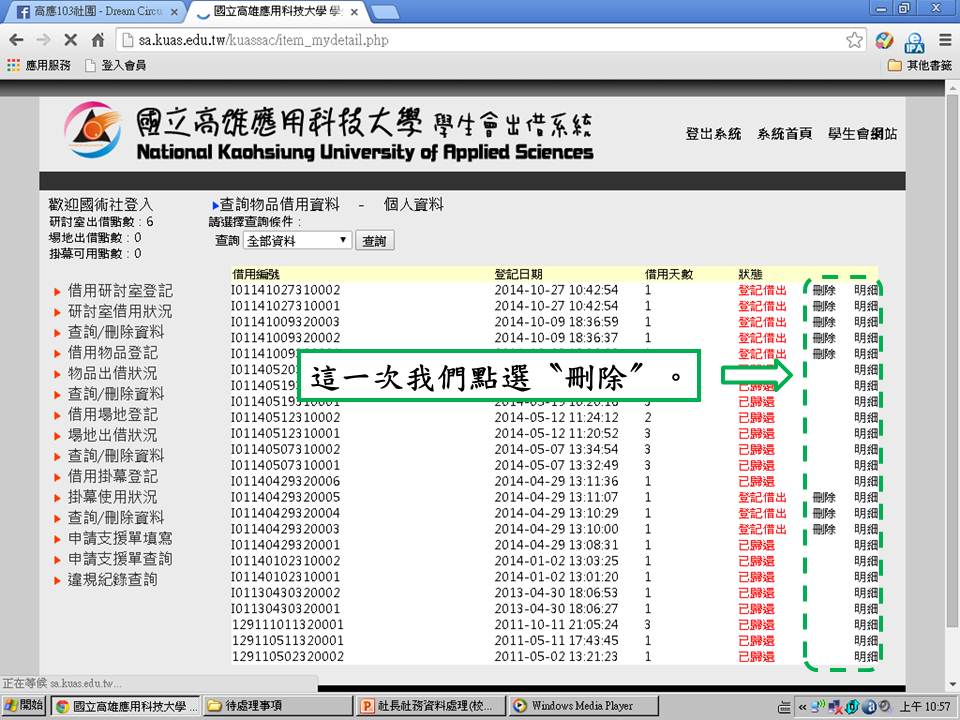 高應103社團 - Dream Circu
國立高雄應用科技大學 學
sa.kuas.edu.tw/kuassac/item_mydetail.php
應用服務 登入會員 其他書籤
國立高雄應用科技大學 學生會出借系統
National Kaohsiung University of Applied Sciences
登出系統 系統首頁 學生會網站
歡迎國術社登入
研討室出借點數：6
場地出借點數：0
掛幕可用點數：0
借用研討室登記
研討室借用狀況
查詢/刪除資料
借用物品登記
物品出借狀況
查詢/刪除資料
借用場地登記
場地出借狀況
查詢/刪除資料
借用掛幕登記
掛幕使用狀況
查詢/刪除資料
申請支援單填寫
申請支援單查詢
違規紀錄查詢
查詢物品借用資料 - 個人資料
請選擇查詢條件：
查詢 全部資料 查詢
借用編號 登記日期 借用天數 狀態
I01141027310002 2014-10-27 10:42:54 1 登記借出 刪除 明細
I01141027310001 2014-10-27 10:42:54 1 登記借出 刪除 明細
I01141009320003 2014-10-09 18:36:59 1 登記借出 刪除 明細
I01141009320002 2014-10-09 18:36:37 1 登記借出 刪除 明細
I0114100932 登記借出 刪除 明細
I01140520 明細
I01140519 已歸還 明細
這一次我們點選〝刪除〞。
I01140519310001 已歸還 明細
I01140512310002 2014-05-12 11:24:12 2 已歸還 明細
I01140512310001 2014-05-12 11:20:52 3 已歸還 明細
I01140507310002 2014-05-07 13:34:54 3 已歸還 明細
I01140507310001 2014-05-07 13:32:49 3 已歸還 明細
I01140429320006 2014-04-29 13:11:36 1 已歸還 明細
I01140429320005 2014-04-29 13:11:07 1 登記借出 刪除 明細
I01140429320004 2014-04-29 13:10:29 1 登記借出 刪除 明細
I01140429320003 2014-04-29 13:10:00 1 登記借出 刪除 明細
I01140429320001 2014-04-29 13:08:31 1 已歸還 明細
I01140102310002 2014-01-02 13:03:25 1 已歸還 明細
I01140102310001 2014-01-02 13:01:20 1 已歸還 明細
I01130430320002 2013-04-30 18:06:53 1 已歸還 明細
I01130430320001 2013-04-30 18:06:27 1 已歸還 明細
129111011320001 2011-10-11 21:05:24 3 已歸還 明細
129110511320001 2011-05-11 17:43:45 1 已歸還 明細
129110502320002 2011-05-02 13:21:23 1 已歸還 明細
正在等候 sa.kuas.edu.tw...
開始 國立高雄應用科技大學 ... 待處理事項 社長社務資料處理(校... Windows Media Player 上午 10:57